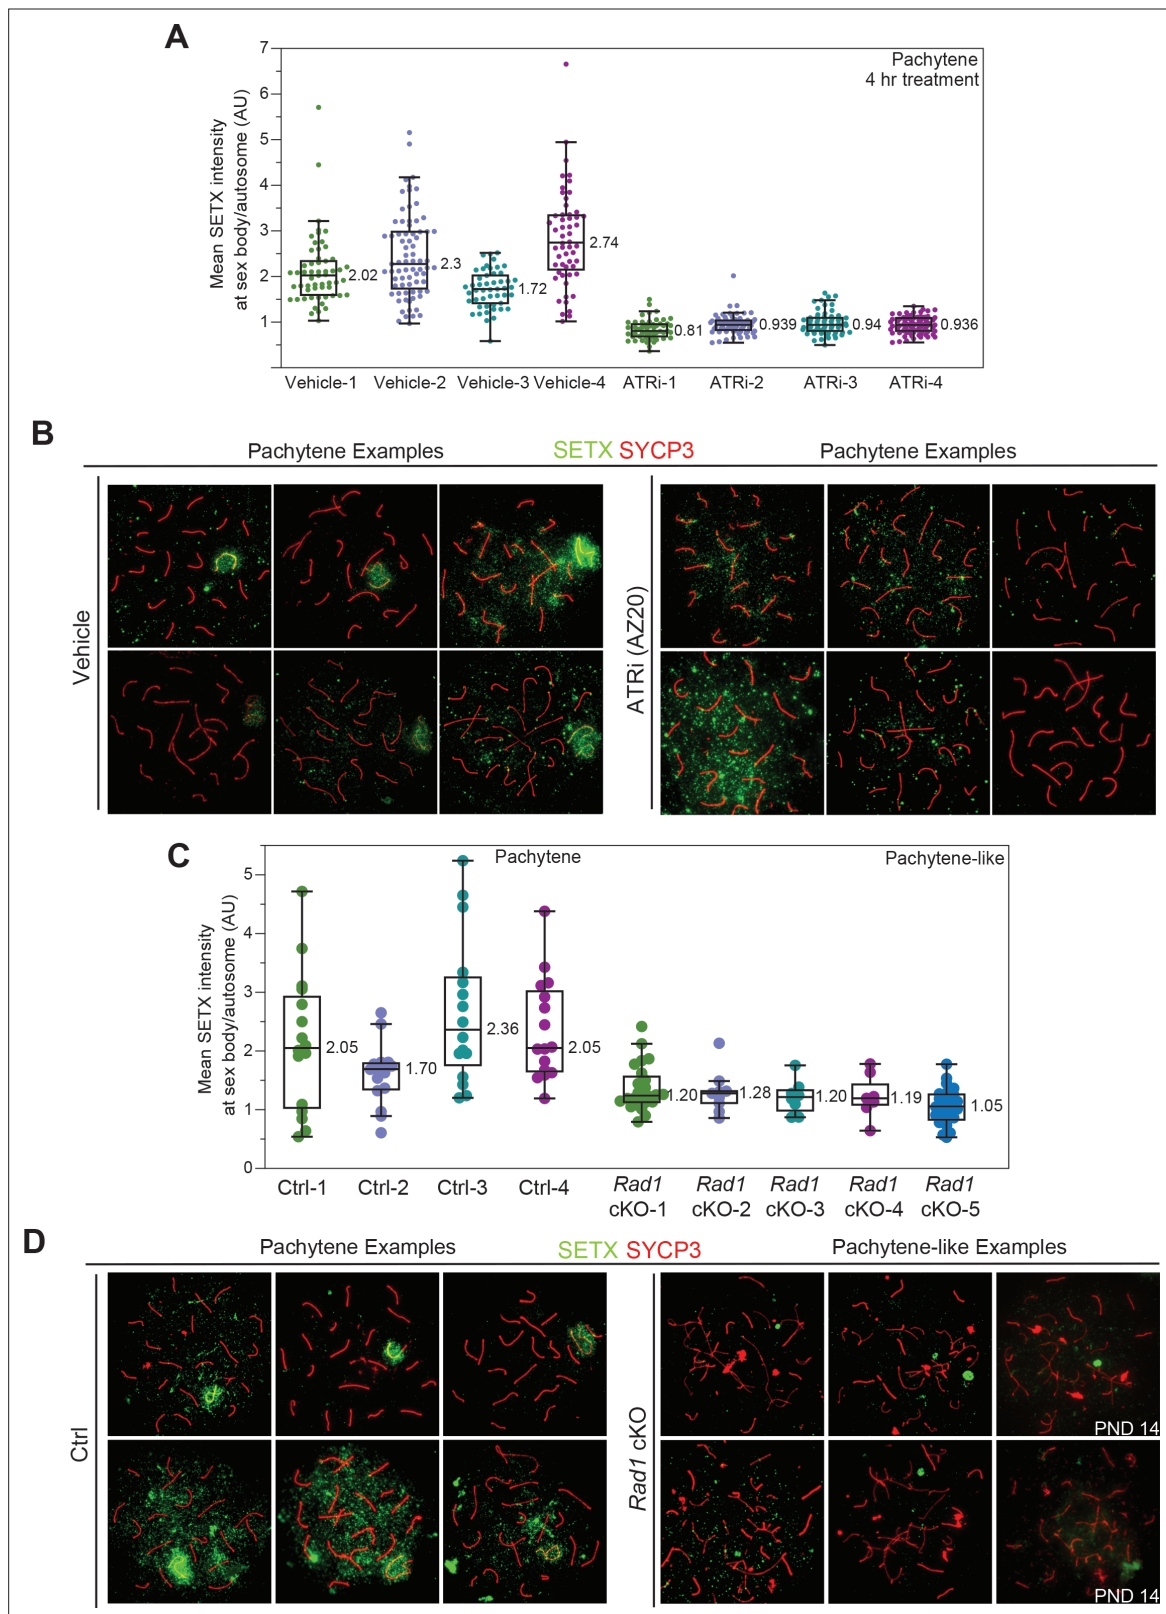 A
Pachytene
4 hr treatment
Mean SETX intensity
at sex body/autosome (AU)
7
6
5
4
3
2
1
2.02
2.3
1.72
2.74
0.81
0.939
0.94
0.936
Vehicle-1
Vehicle-2
Vehicle-3
Vehicle-4
ATRi-1
ATRi-2
ATRi-3
ATRi-4
B
Pachytene Examples
SETX SYCP3
Pachytene Examples
Vehicle
ATRi (AZ20)
C
Pachytene
Pachytene-like
Mean SETX intensity
at sex body/autosome (AU)
5
4
3
2
1
0
2.05
1.70
2.36
2.05
1.20
1.28
1.20
1.19
1.05
Ctrl-1
Ctrl-2
Ctrl-3
Ctrl-4
Rad1
cKO-1
Rad1
cKO-2
Rad1
cKO-3
Rad1
cKO-4
Rad1
cKO-5
D
Pachytene Examples
SETX SYCP3
Pachytene-like Examples
Ctrl
Rad1 cKO
PND 14
PND 14